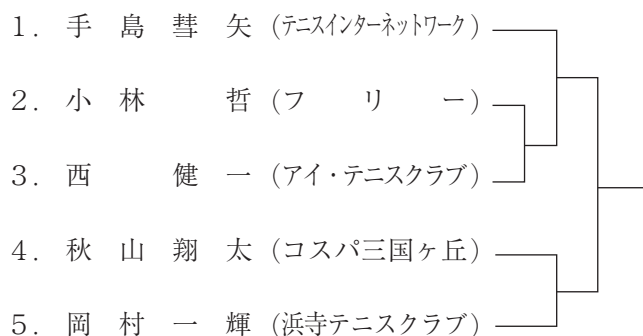 1. 手島彗矢 (テニスインターネットワーク)
2. 小林哲 (フリー)
3. 西健一 (アイ・テニスクラブ)
4. 秋山翔太 (コスパ三国ヶ丘)
5. 岡村一輝 (浜寺テニスクラブ)